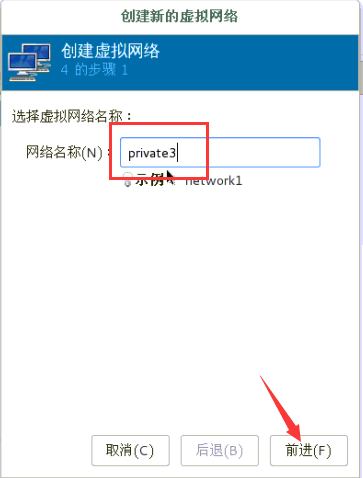 创建新的虚拟网络
创建虚拟网络
4 的步骤 1
选择虚拟网络名称：
网络名称(N)： private3
示例： network1
取消(C) 后退(B) 前进(F)